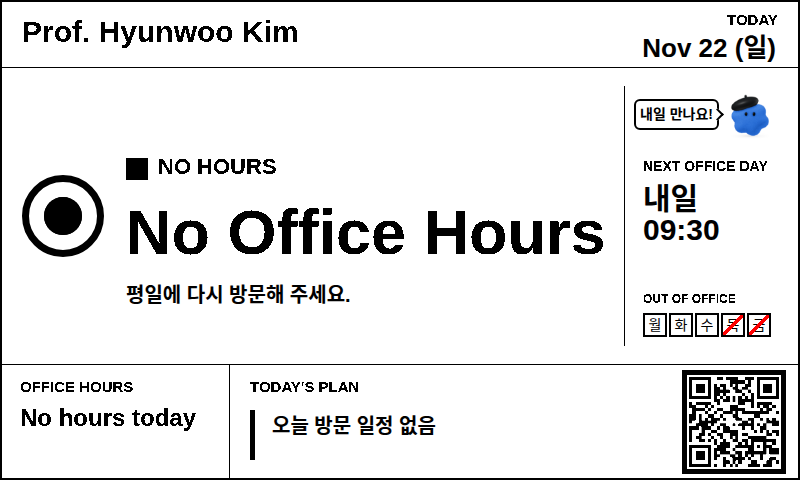 Prof. Hyunwoo Kim
TODAY
Nov 22 (일)
내일 만나요!
NO HOURS
No Office Hours
평일에 다시 방문해 주세요.
NEXT OFFICE DAY
내일
09:30
OUT OF OFFICE
월 화 수 목 금
OFFICE HOURS
No hours today
TODAY'S PLAN
오늘 방문 일정 없음